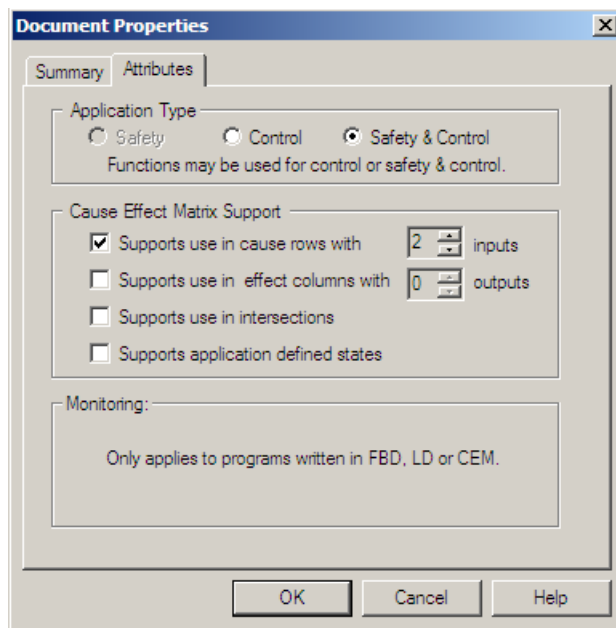 Document Properties
Summary Attributes
Application Type
Safety Control Safety & Control
Functions may be used for control or safety & control.
Cause Effect Matrix Support
Supports use in cause rows with 2 inputs
Supports use in effect columns with 0 outputs
Supports use in intersections
Supports application defined states
Monitoring:
Only applies to programs written in FBD, LD or CEM.
OK Cancel Help